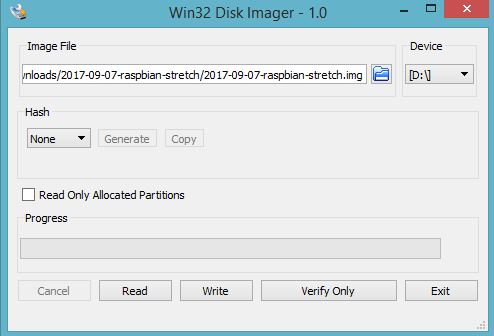 Win32 Disk Imager - 1.0
Image File
Device
nloads/2017-09-07-raspbian-stretch/2017-09-07-raspbian-stretch.img
[D:\]
Hash
None
Generate
Copy
Read Only Allocated Partitions
Progress
Cancel
Read
Write
Verify Only
Exit